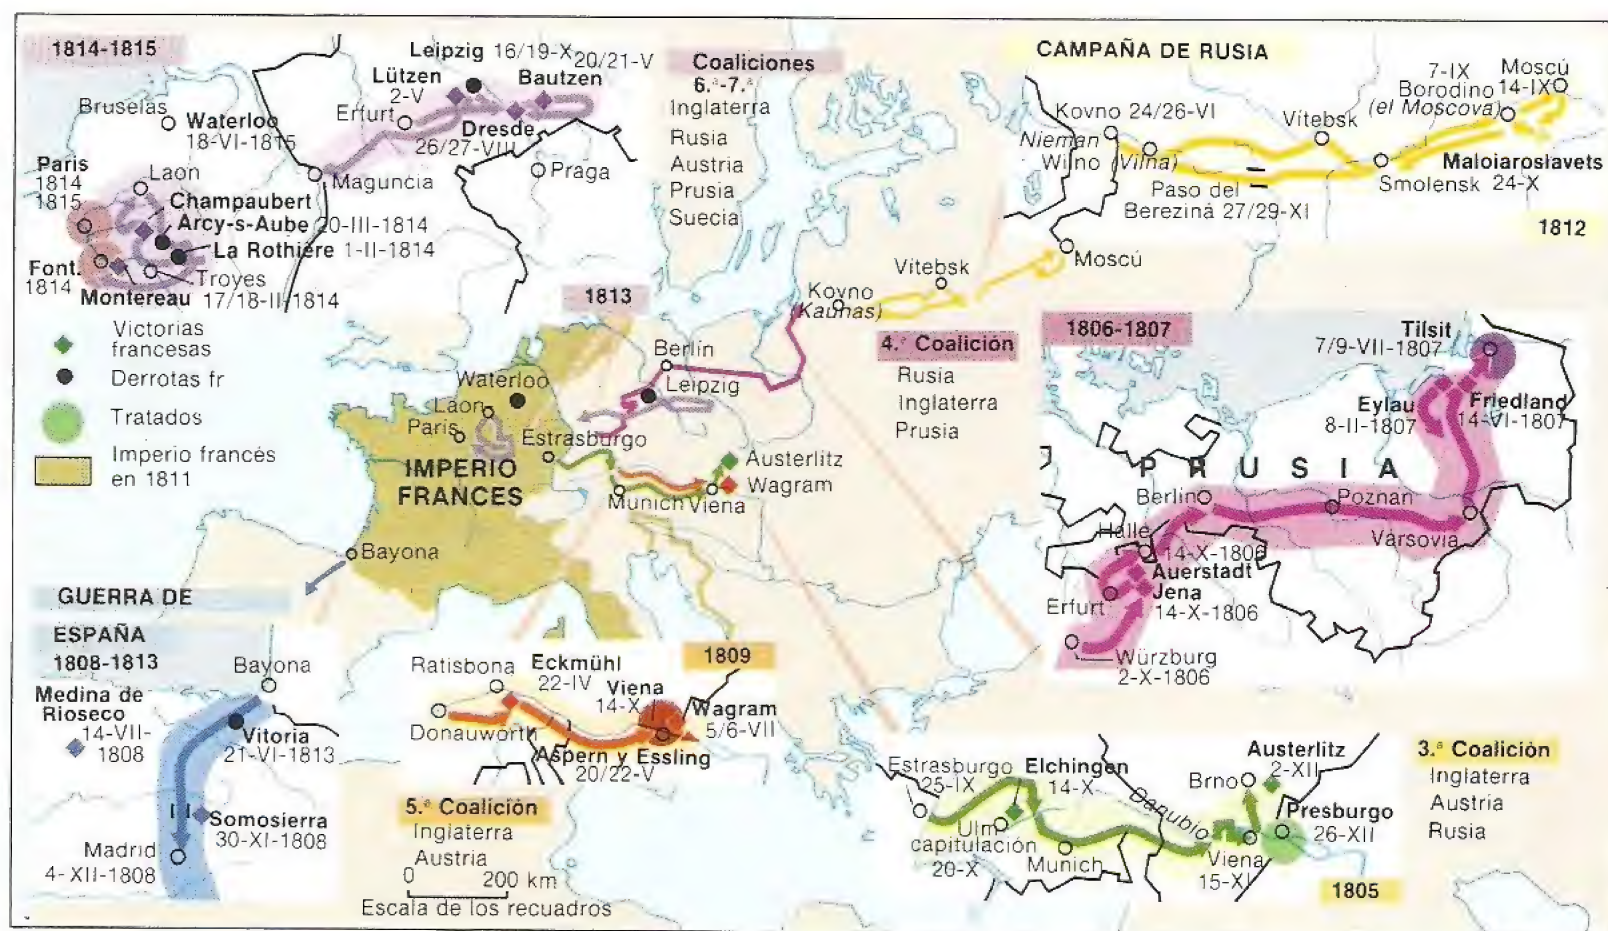 1814-1815
Leipzig 16/19-X
20/21-V
Lützen
2-V
Bautzen
Bruselas
Erfurt
Waterloo
18-VI-1815
Dresde
26/27-VIII
Praga
Paris
1814
1815
Laon
Maguncia
Champaubert
Arcy-s-Aube 20-III-1814
La Rothière 1-II-1814
Font.
1814
Troyes
Montereau 17/18-II-1814
Coaliciones
6.ª-7.ª
Inglaterra
Rusia
Austria
Prusia
Suecia
CAMPAÑA DE RUSIA
7-IX
Borodino
(el Moscova)
Moscú
14-IX
Kovno 24/26-VI
Nieman
Wilno (Vilna)
Vitebsk
Paso del
Bereziná 27/29-XI
Smolensk
Maloiaroslavets
24-X
1812
Victorias
francesas
Derrotas fr
Tratados
Imperio francés
en 1811
1813
Vitebsk
Moscú
Kovno
(Kaunas)
Berlín
Leipzig
Waterloo
Laon
Paris
Estrasburgo
IMPERIO
FRANCES
Austerlitz
Wagram
Munich
Viena
Bayona
4.ª Coalición
Rusia
Inglaterra
Prusia
1806-1807
Tilsit
7/9-VII-1807
Eylau
8-II-1807
Friedland
14-VI-1807
PRUSIA
Berlín
Poznan
Varsovia
Halle
14-X-1806
Auerstadt
Jena
14-X-1806
Erfurt
Würzburg
2-X-1806
GUERRA DE
ESPAÑA
1808-1813
Bayona
Medina de
Rioseco
14-VII-
1808
Vitoria
21-VI-1813
Somosierra
30-XI-1808
Madrid
4-XII-1808
1809
Ratisbona
Eckmühl
22-IV
Viena
14-X
Wagram
5/6-VII
Donauwörth
Aspern y Essling
20/22-V
5.ª Coalición
Inglaterra
Austria
0 200 km
Escala de los recuadros
Estrasburgo
25-IX
Elchingen
14-X
Ulm
capitulación
20-X
Munich
Danubio
Brno
Austerlitz
2-XII
Presburgo
26-XII
Viena
15-XI
1805
3.ª Coalición
Inglaterra
Austria
Rusia